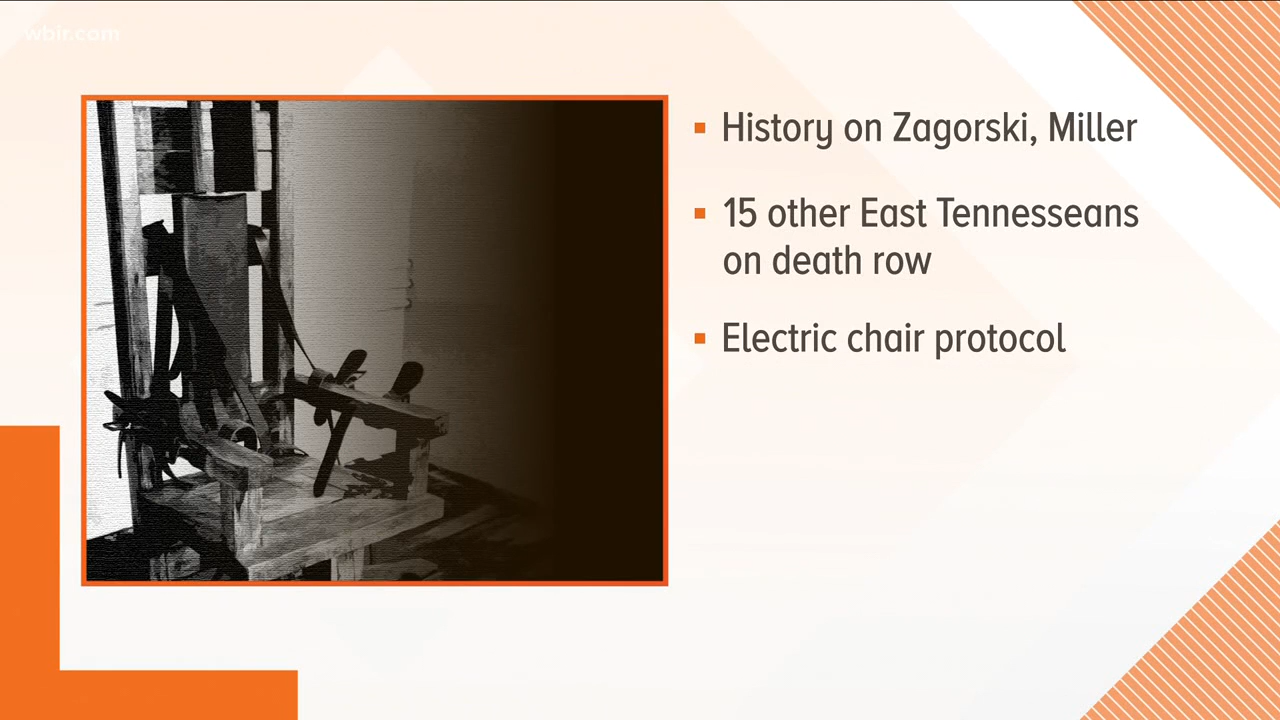 wbir.com
History on Zagorski, Miller
15 other East Tennesseans
on death row
Electric chair protocol